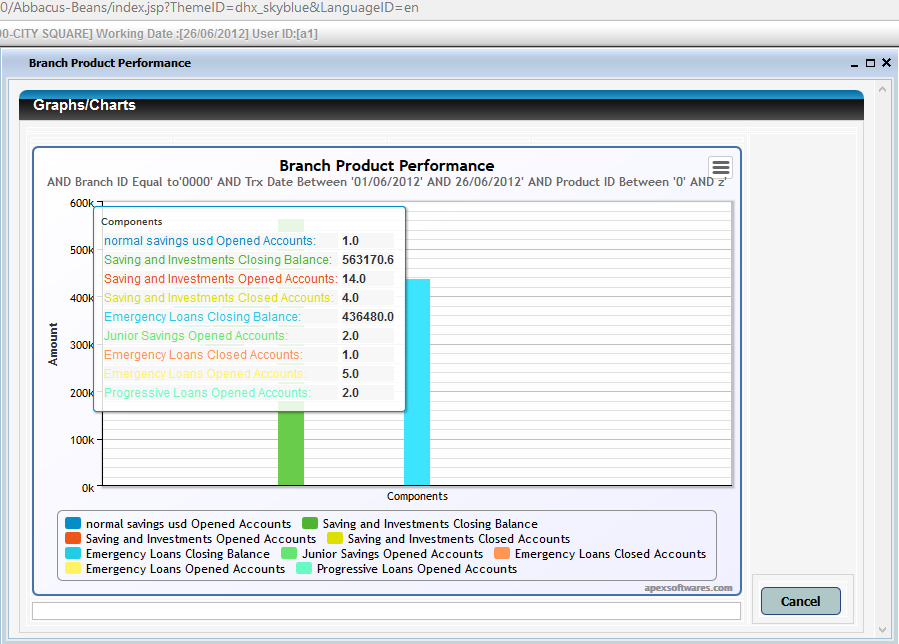 0/Abbacus-Beans/index.jsp?ThemeID=dhx_skyblue&LanguageID=en
00-CITY SQUARE] Working Date :[26/06/2012] User ID:[a1]
Branch Product Performance
Graphs/Charts
Branch Product Performance
AND Branch ID Equal to'0000' AND Trx Date Between '01/06/2012' AND 26/06/2012' AND Product ID Between '0' AND z'
600k
500k
400k
300k
200k
100k
0k
Amount
Components
normal savings usd Opened Accounts: 1.0
Saving and Investments Closing Balance: 563170.6
Saving and Investments Opened Accounts: 14.0
Saving and Investments Closed Accounts: 4.0
Emergency Loans Closing Balance: 436480.0
Junior Savings Opened Accounts: 2.0
Emergency Loans Closed Accounts: 1.0
Emergency Loans Opened Accounts: 5.0
Progressive Loans Opened Accounts: 2.0
Components
normal savings usd Opened Accounts Saving and Investments Closing Balance
Saving and Investments Opened Accounts Saving and Investments Closed Accounts
Emergency Loans Closing Balance Junior Savings Opened Accounts Emergency Loans Closed Accounts
Emergency Loans Opened Accounts Progressive Loans Opened Accounts
apexsoftwares.com
Cancel